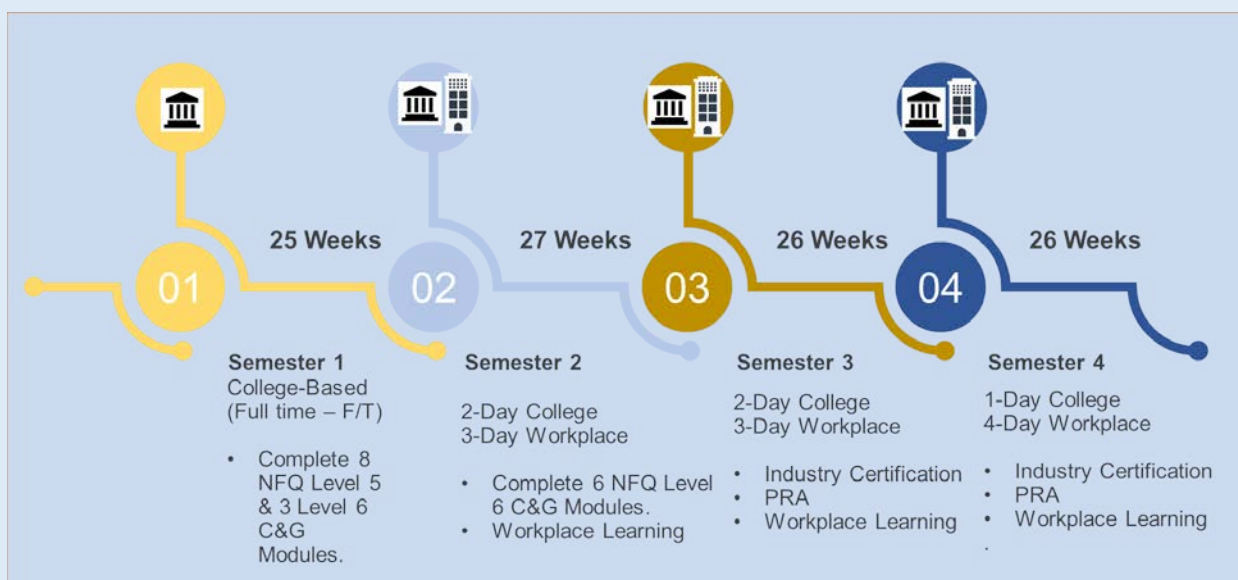 01
25 Weeks
02
27 Weeks
03
26 Weeks
04
26 Weeks
Semester 1
College-Based
(Full time – F/T)
• Complete 8
NFQ Level 5
& 3 Level 6
C&G
Modules.
Semester 2
2-Day College
3-Day Workplace
• Complete 6 NFQ Level
6 C&G Modules.
• Workplace Learning
Semester 3
2-Day College
3-Day Workplace
• Industry Certification
• PRA
• Workplace Learning
Semester 4
1-Day College
4-Day Workplace
• Industry Certification
• PRA
• Workplace Learning
.